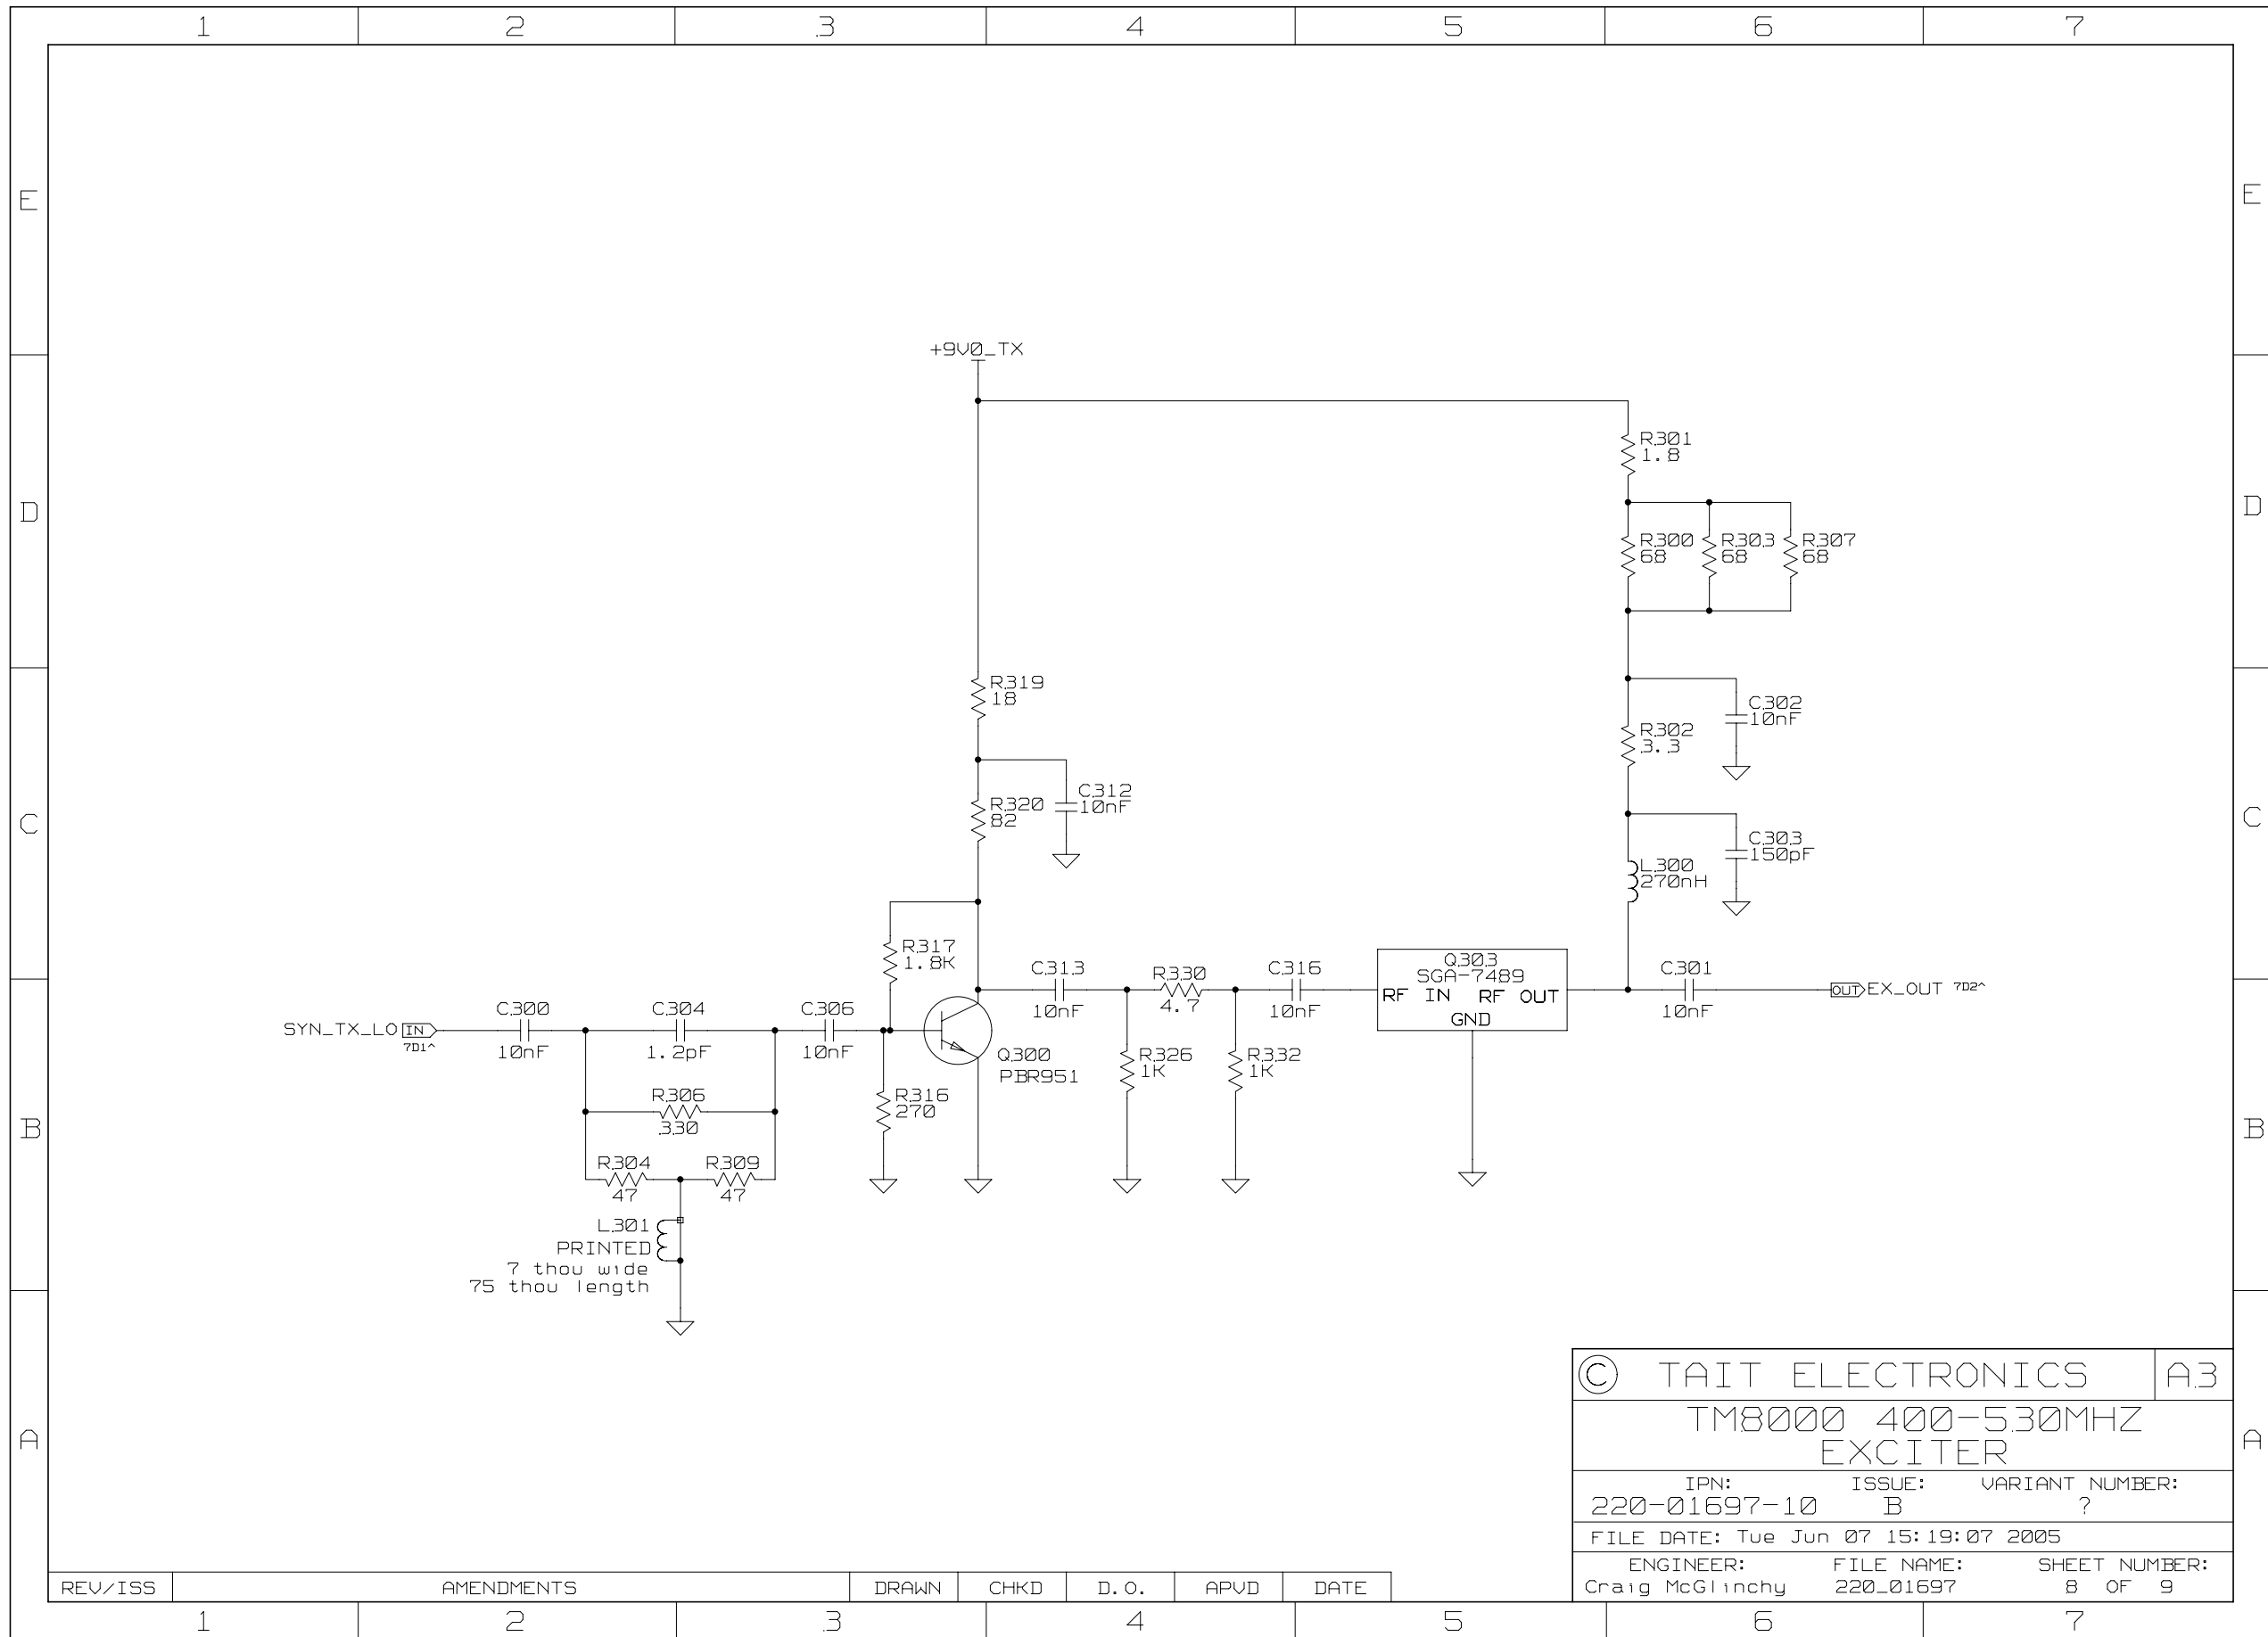 1 2 3 4 5 6 7
E E
+9V0_TX
R301
1.8
D D
R300 R303 R307
68 68 68
R319
18
C302
10nF
R302
3.3
C312
10nF
R320
82
C C
C303
150pF
L300
270nH
R317
1.8K
Q303
SGA-7489
RF IN RF OUT
GND
C313
10nF
R330
4.7
C316
10nF
C301
10nF
OUT EX_OUT 7D2^
SYN_TX_LO IN
7D1^
C300
10nF
C304
1.2pF
C306
10nF
Q300
PBR951
R326
1K
R332
1K
R316
270
R306
330
B B
R304
47
R309
47
L301
PRINTED
7 thou wide
75 thou length
© TAIT ELECTRONICS A3
TM8000 400-530MHZ
EXCITER
A A
IPN: ISSUE: VARIANT NUMBER:
220-01697-10 B ?
FILE DATE: Tue Jun 07 15:19:07 2005
ENGINEER: FILE NAME: SHEET NUMBER:
Craig McGlinchy 220_01697 8 OF 9
REV/ISS AMENDMENTS DRAWN CHKD D.O. APVD DATE
1 2 3 4 5 6 7